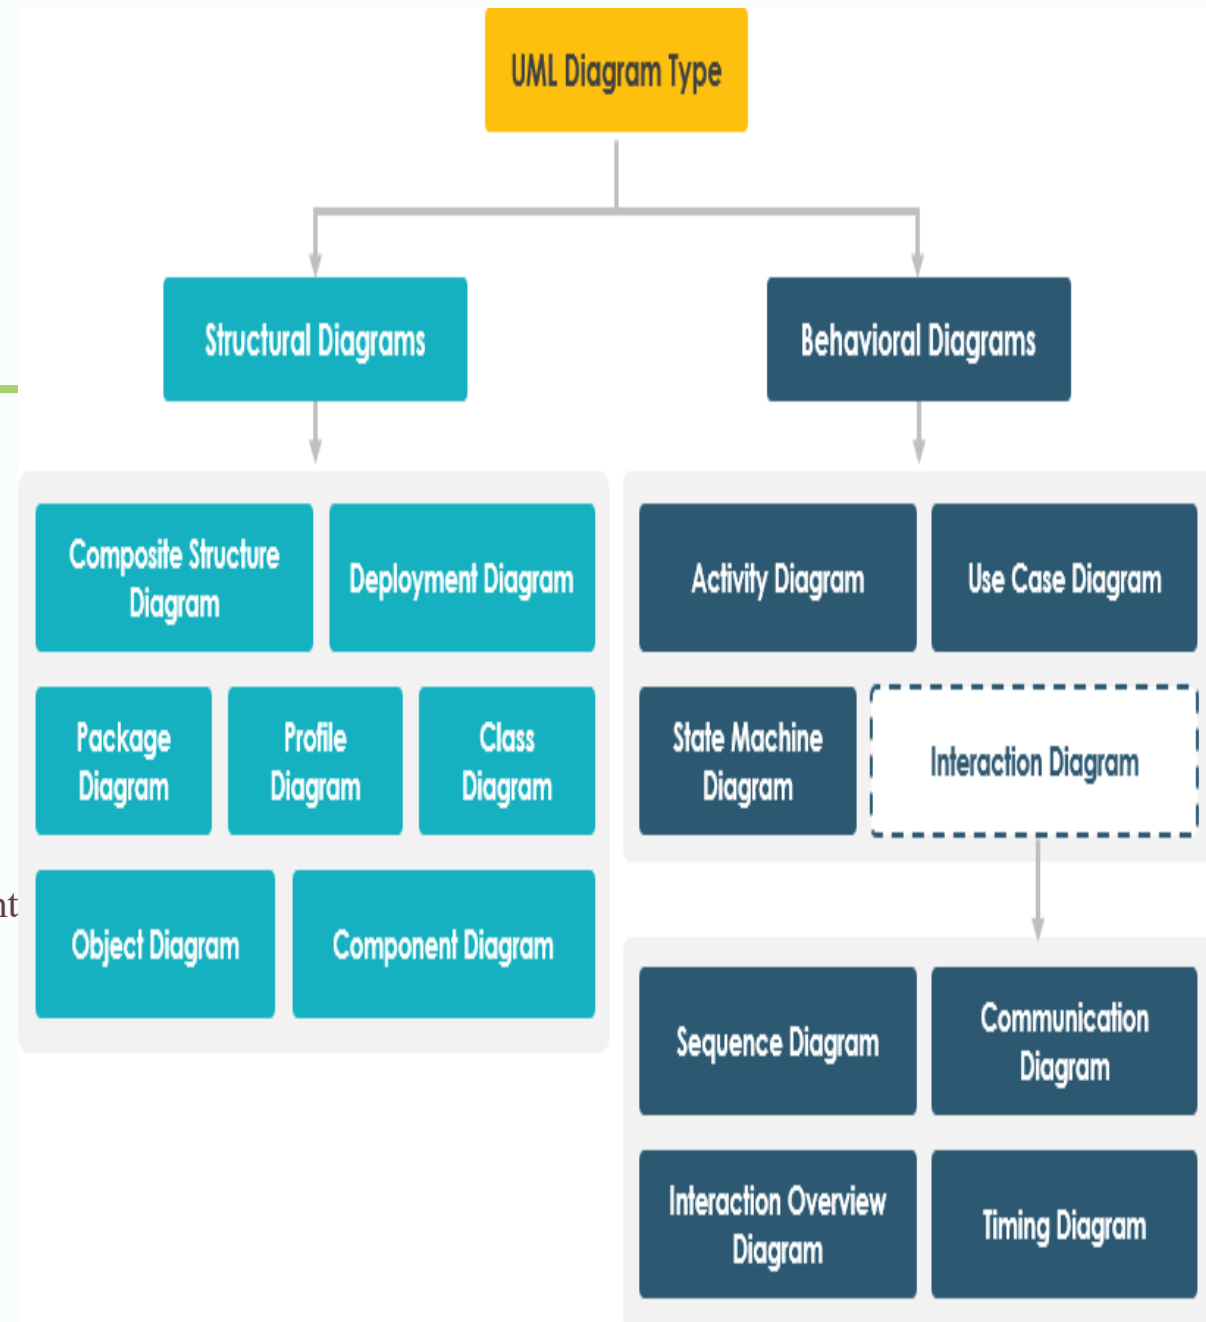 UML Diagram Type
Structural Diagrams
Behavioral Diagrams
Composite Structure
Diagram
Deployment Diagram
Package
Diagram
Profile
Diagram
Class
Diagram
Object Diagram
Component Diagram
Activity Diagram
Use Case Diagram
State Machine
Diagram
Interaction Diagram
Sequence Diagram
Communication
Diagram
Interaction Overview
Diagram
Timing Diagram